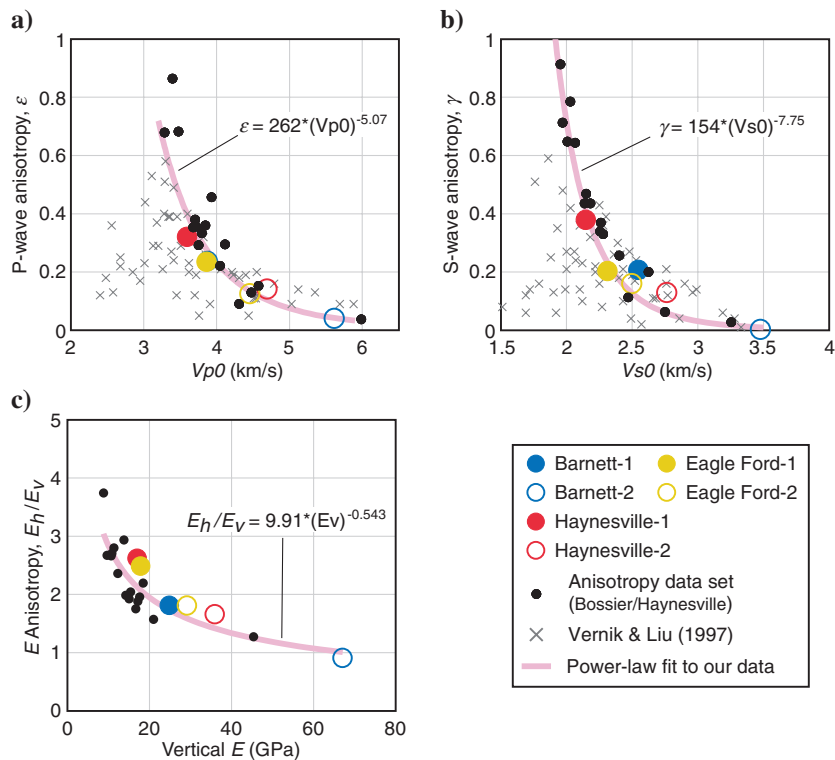 a)
P-wave anisotropy, ε
1
0.8
0.6
0.4
0.2
0
ε = 262*(Vp0)-5.07
2
3
4
5
6
Vp0 (km/s)
b)
S-wave anisotropy, γ
1
0.8
0.6
0.4
0.2
0
γ = 154*(Vs0)-7.75
1.5
2
2.5
3
3.5
4
Vs0 (km/s)
c)
E Anisotropy, Eh/Ev
5
4
3
2
1
0
Eh/Ev = 9.91*(Ev)-0.543
0
20
40
60
80
Vertical E (GPa)
Barnett-1
Eagle Ford-1
Barnett-2
Eagle Ford-2
Haynesville-1
Haynesville-2
Anisotropy data set
(Bossier/Haynesville)
Vernik & Liu (1997)
Power-law fit to our data